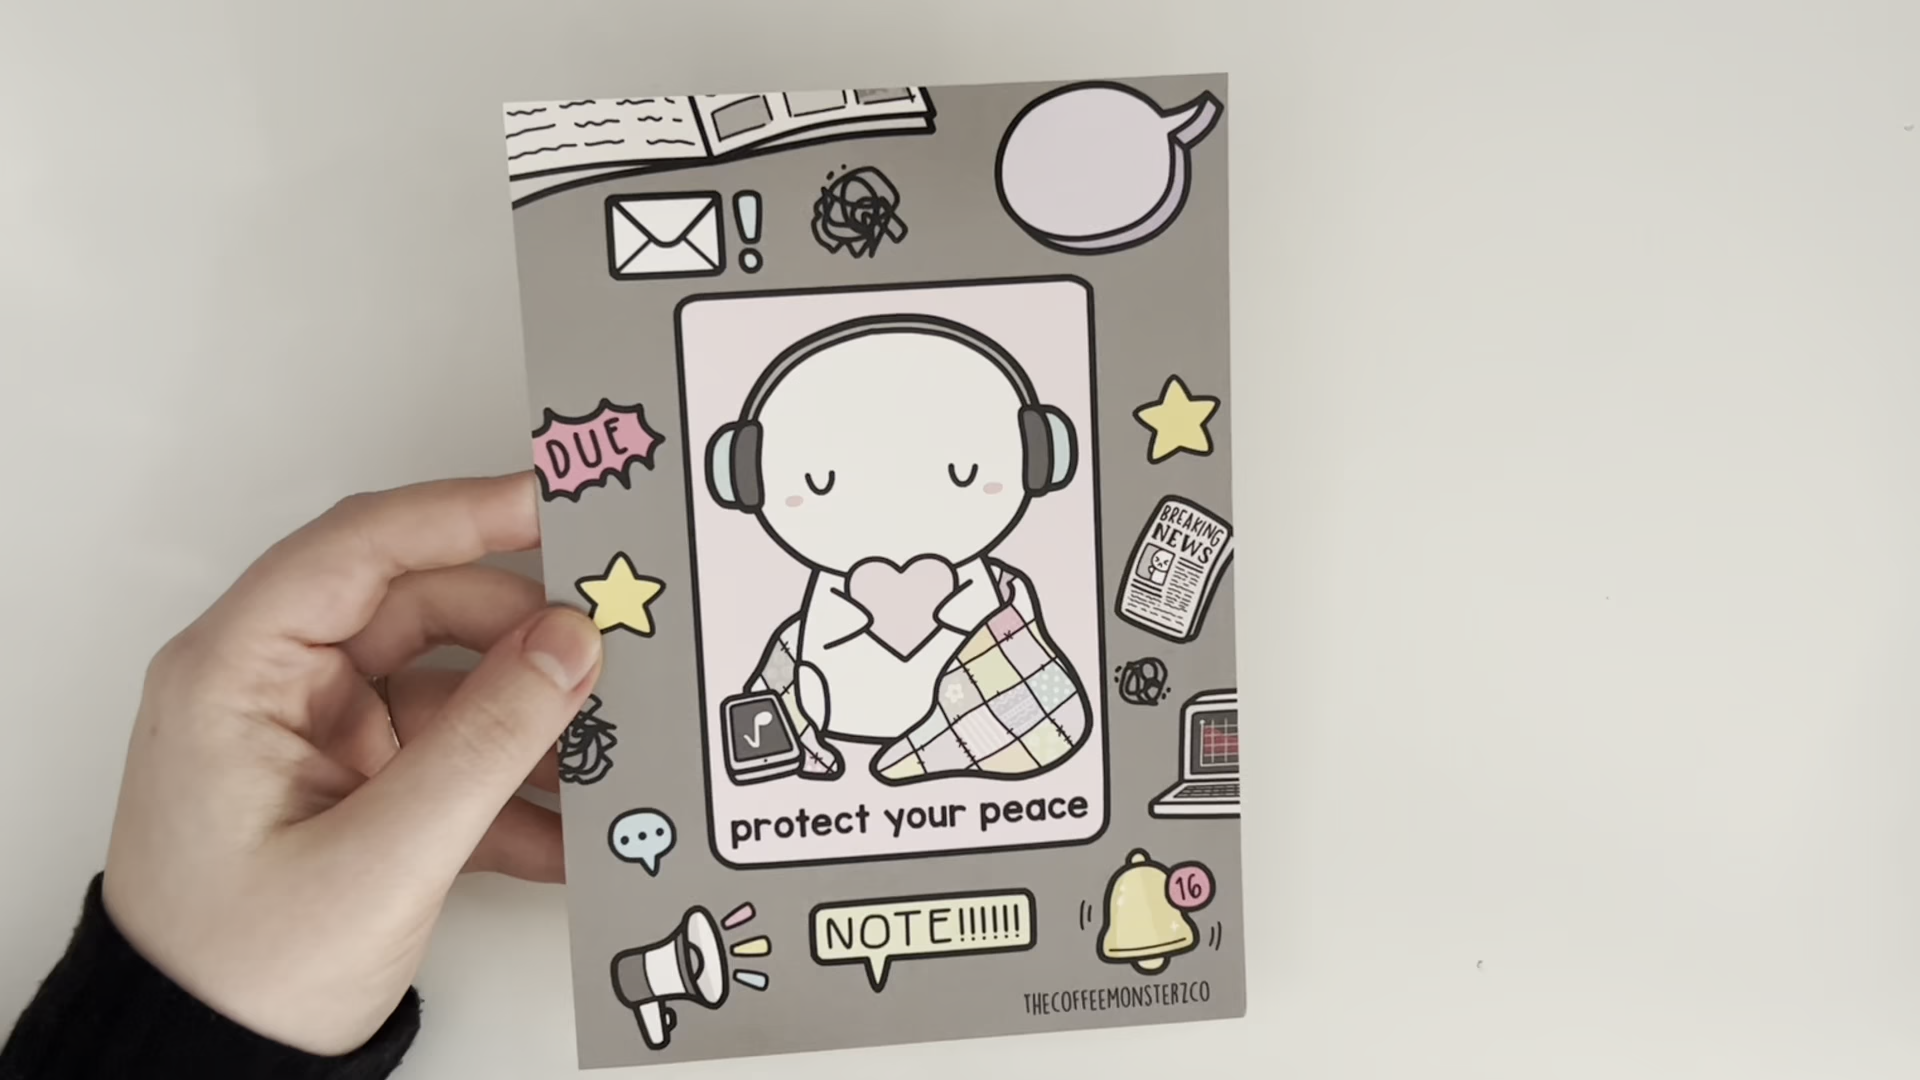 DUE
BREAKING
NEWS
protect your peace
16
NOTE!!!!!!
THECOFFEEMONSTERZCO